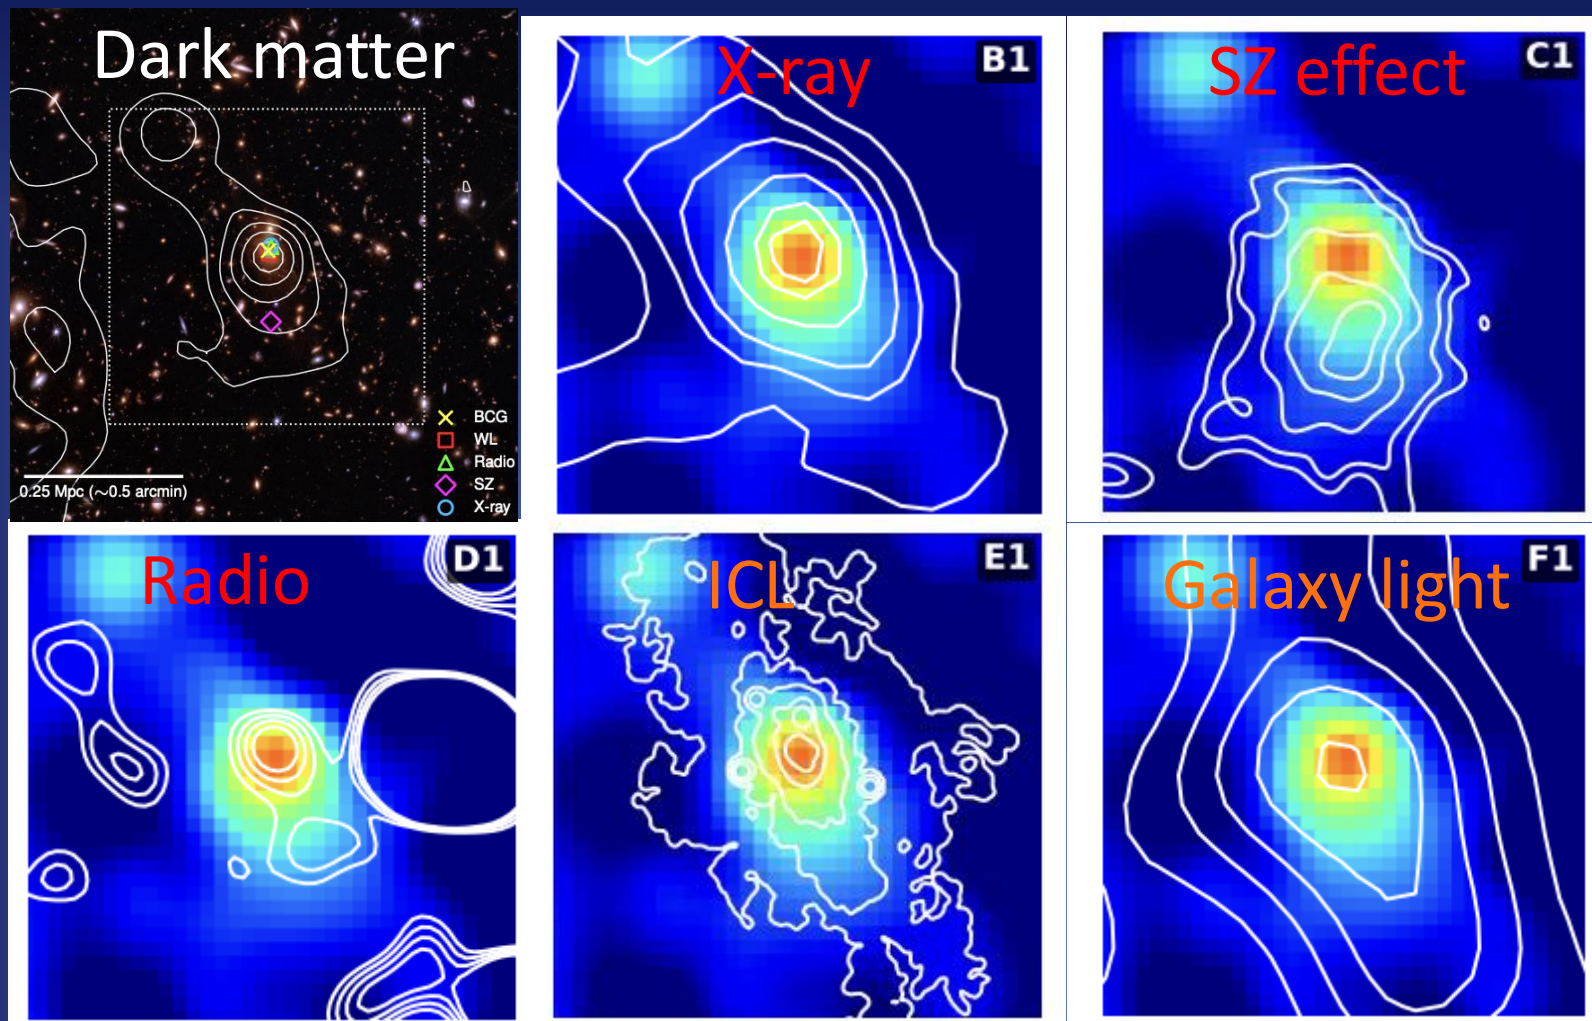 Dark matter
BCG
WL
Radio
SZ
X-ray
0.25 Mpc (~0.5 arcmin)
X-ray
B1
SZ effect
C1
Radio
D1
ICL
E1
Galaxy light
F1